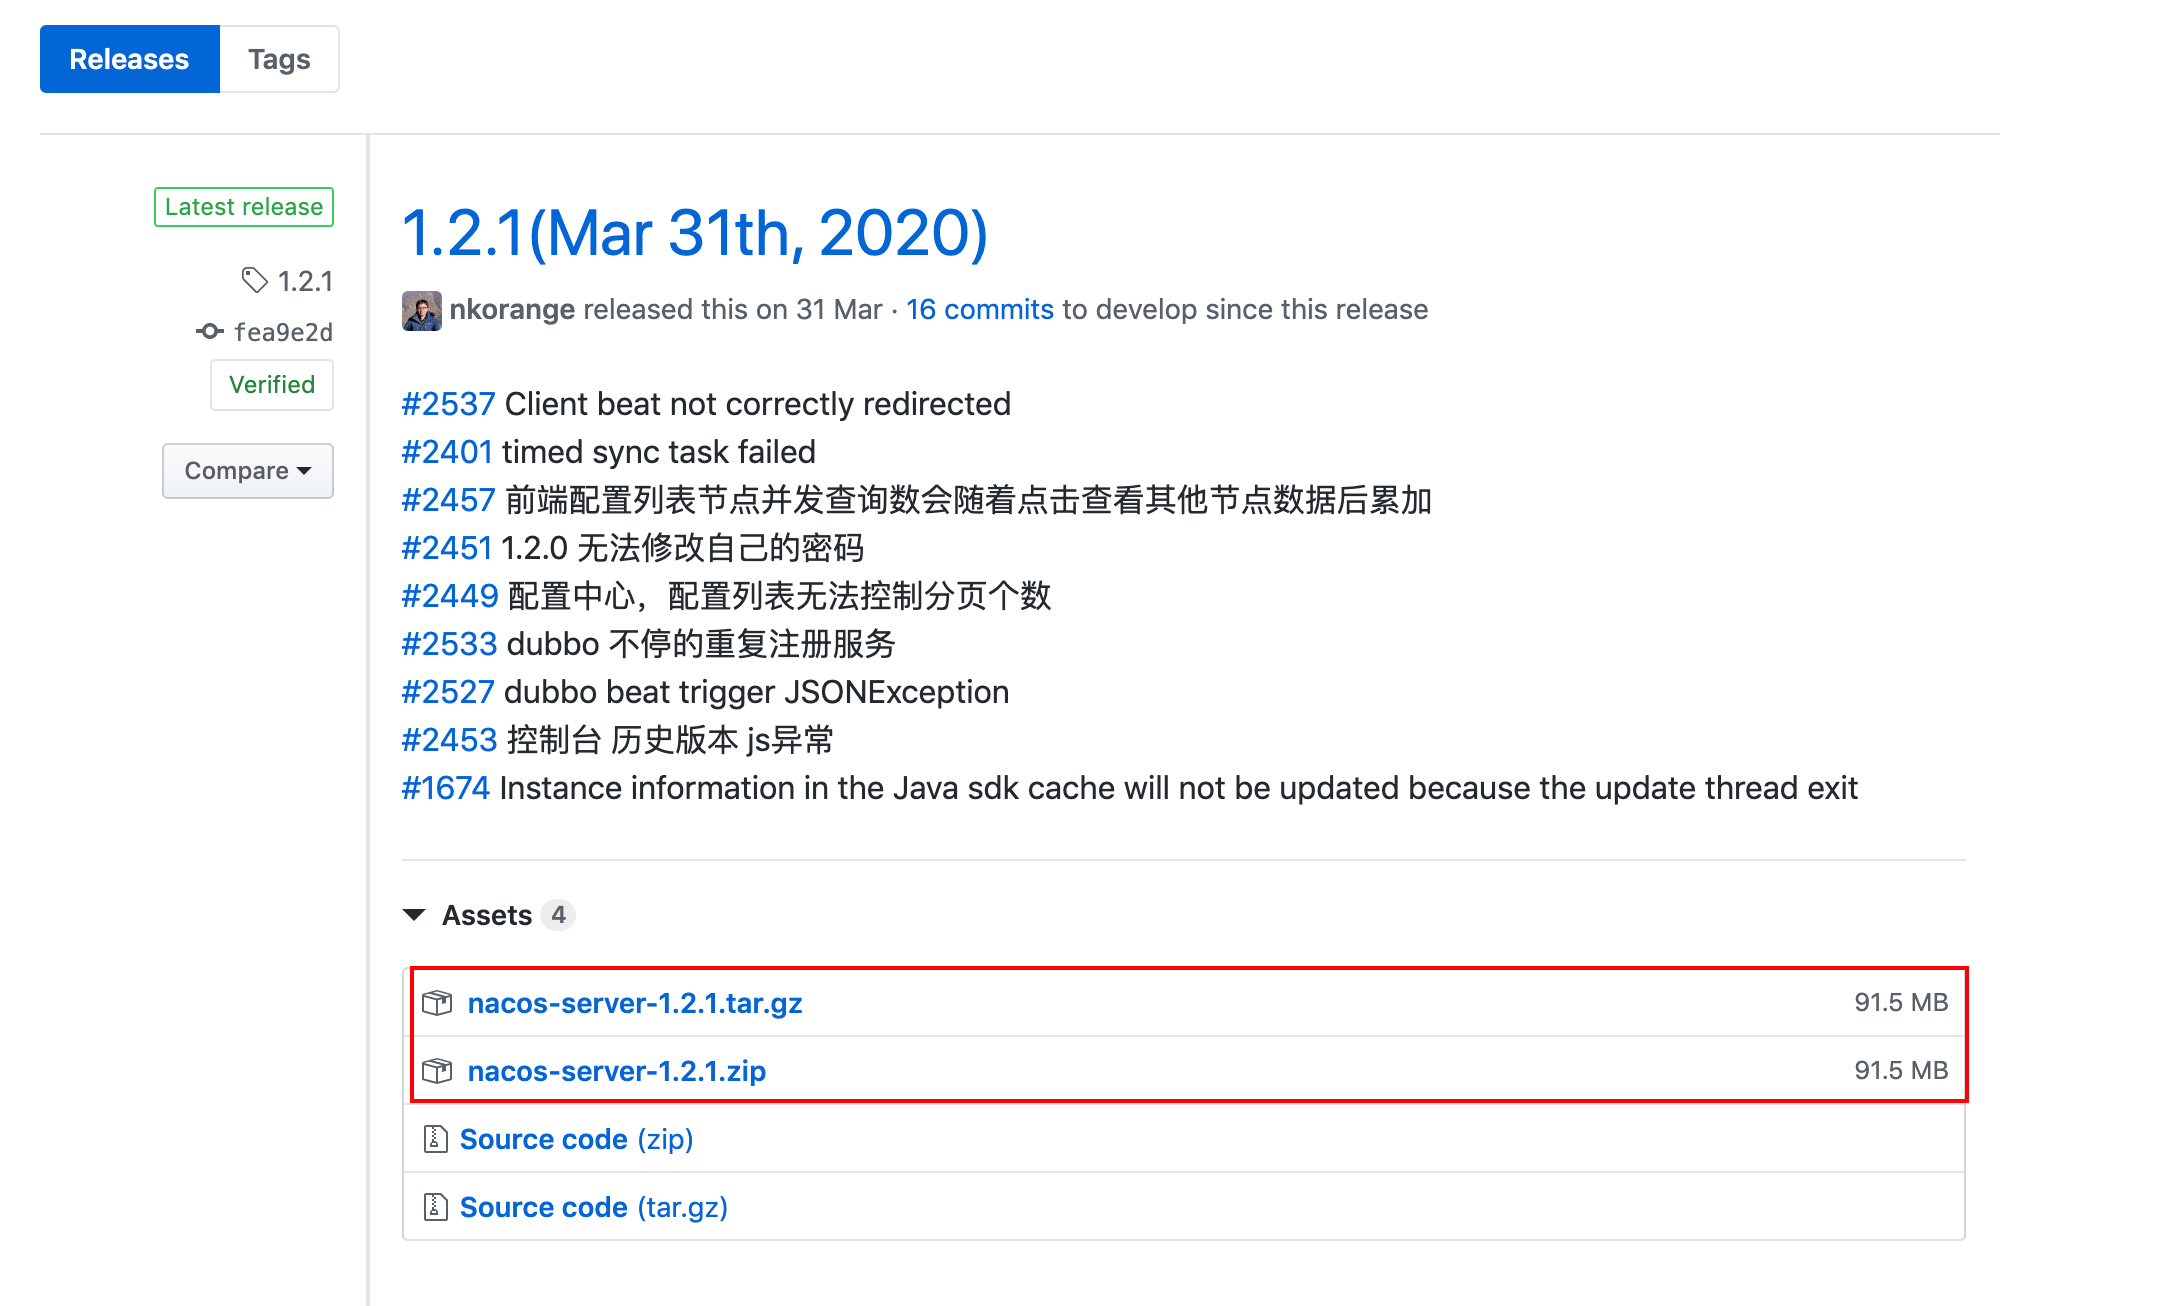 Releases Tags
Latest release
1.2.1
fea9e2d
Verified
Compare
1.2.1(Mar 31th, 2020)
nkorange released this on 31 Mar · 16 commits to develop since this release
#2537 Client beat not correctly redirected
#2401 timed sync task failed
#2457 前端配置列表节点并发查询数会随着点击查看其他节点数据后累加
#2451 1.2.0 无法修改自己的密码
#2449 配置中心，配置列表无法控制分页个数
#2533 dubbo 不停的重复注册服务
#2527 dubbo beat trigger JSONException
#2453 控制台 历史版本 js异常
#1674 Instance information in the Java sdk cache will not be updated because the update thread exit
Assets 4
nacos-server-1.2.1.tar.gz 91.5 MB
nacos-server-1.2.1.zip 91.5 MB
Source code (zip)
Source code (tar.gz)